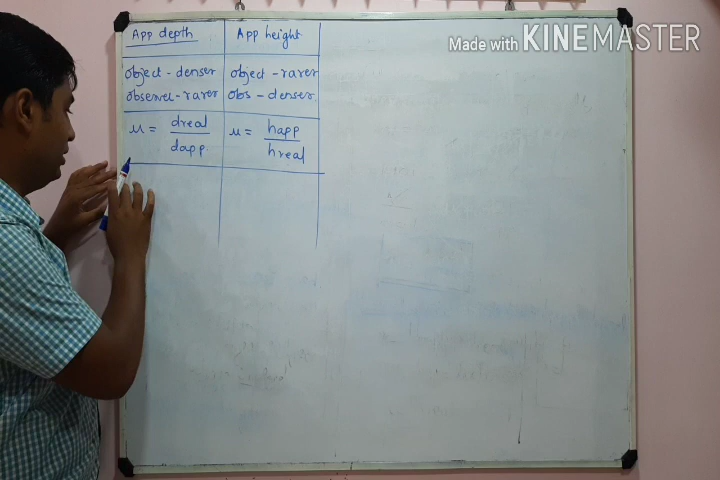 Made with KINEMASTER
App depth
App height
object - denser
observer - rarer
object - rarer
obs - denser.
u = dreal
dapp.
u = happ
hreal